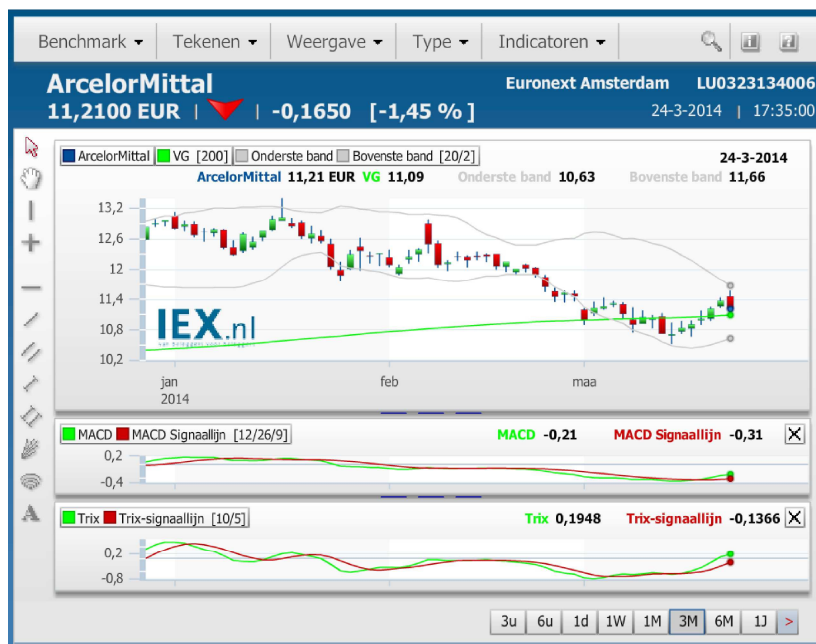 Benchmark Tekenen Weergave Type Indicatoren
ArcelorMittal Euronext Amsterdam LU0323134006
11,2100 EUR | | -0,1650 [-1,45 %] 24-3-2014 | 17:35:00
ArcelorMittal VG [200] Onderste band Bovenste band [20/2] 24-3-2014
ArcelorMittal 11,21 EUR VG 11,09 Onderste band 10,63 Bovenste band 11,66
13,2
12,6
12
11,4
10,8
10,2
IEX.nl
jan feb maa
2014
MACD MACD Signaallijn [12/26/9] MACD -0,21 MACD Signaallijn -0,31
0,2
-0,4
Trix Trix-signaallijn [10/5] Trix 0,1948 Trix-signaallijn -0,1366
0,2
-0,8
A
3u 6u 1d 1W 1M 3M 6M 1J >